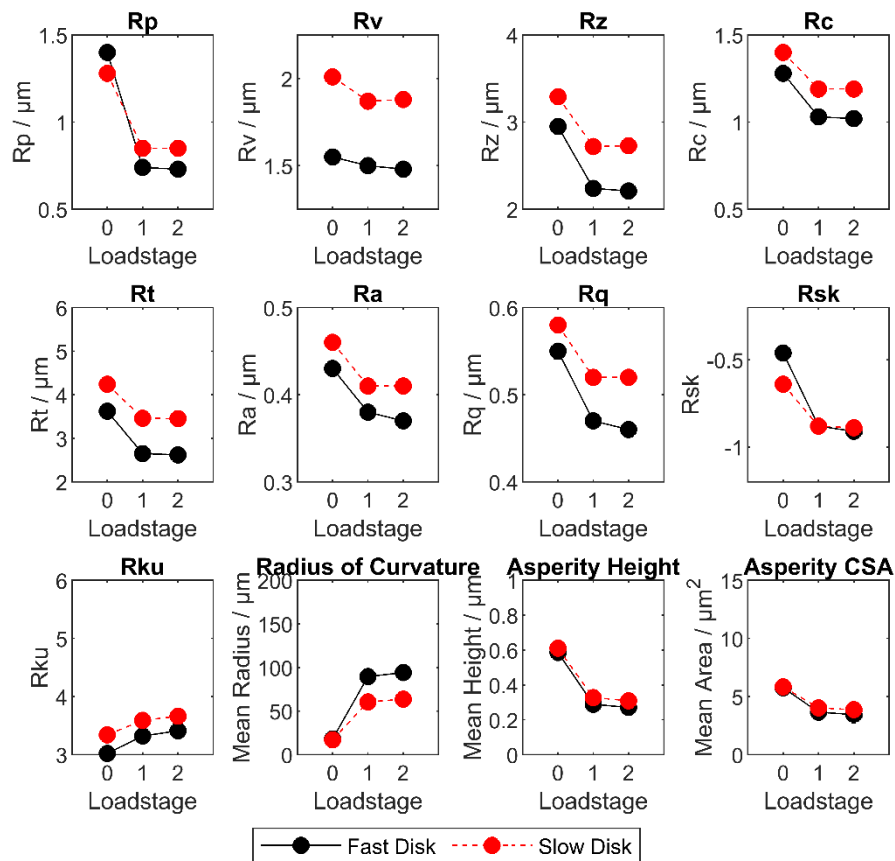 Rp
Rv
Rz
Rc
1.5
1
0.5
Rp / μm
0 1 2
Loadstage
2
1.5
Rv / μm
0 1 2
Loadstage
4
3
2
Rz / μm
0 1 2
Loadstage
1.5
1
0.5
Rc / μm
0 1 2
Loadstage
Rt
Ra
Rq
Rsk
6
5
4
3
2
Rt / μm
0 1 2
Loadstage
0.5
0.4
0.3
Ra / μm
0 1 2
Loadstage
0.6
0.5
0.4
Rq / μm
0 1 2
Loadstage
-0.5
-1
Rsk
0 1 2
Loadstage
Rku
Radius of Curvature
Asperity Height
Asperity CSA
6
5
4
3
Rku
0 1 2
Loadstage
200
150
100
50
0
Mean Radius / μm
0 1 2
Loadstage
1
0.8
0.6
0.4
0.2
0
Mean Height / μm
0 1 2
Loadstage
15
10
5
0
Mean Area / μm²
0 1 2
Loadstage
Fast Disk Slow Disk